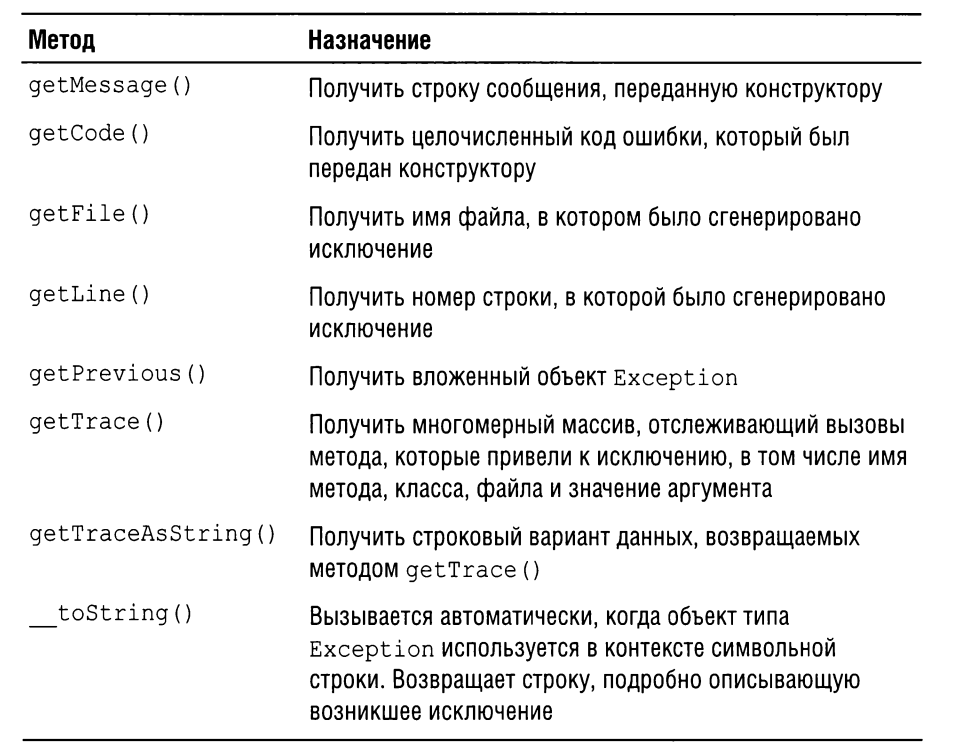 Метод Назначение
getMessage() Получить строку сообщения, переданную конструктору
getCode() Получить целочисленный код ошибки, который был
передан конструктору
getFile() Получить имя файла, в котором было сгенерировано
исключение
getLine() Получить номер строки, в которой было сгенерировано
исключение
getPrevious() Получить вложенный объект Exception
getTrace() Получить многомерный массив, отслеживающий вызовы
метода, которые привели к исключению, в том числе имя
метода, класса, файла и значение аргумента
getTraceAsString() Получить строковый вариант данных, возвращаемых
методом getTrace()
__toString() Вызывается автоматически, когда объект типа
Exception используется в контексте символьной
строки. Возвращает строку, подробно описывающую
возникшее исключение